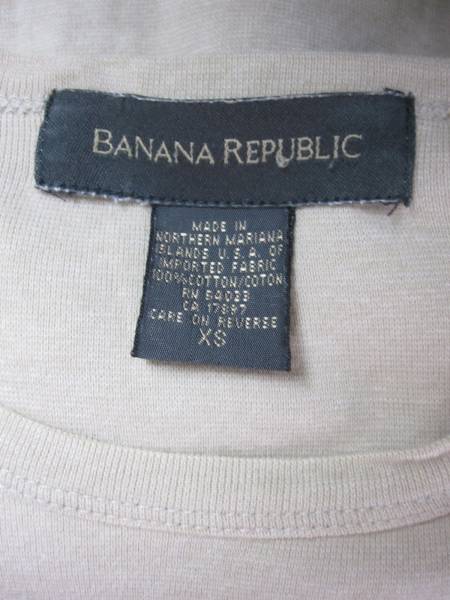 BANANA REPUBLIC
MADE IN
NORTHERN MARIANA
ISLANDS U.S.A. OF
IMPORTED FABRIC
100%COTTON/COTON
RN 54023
CA 17897
CARE ON REVERSE
XS